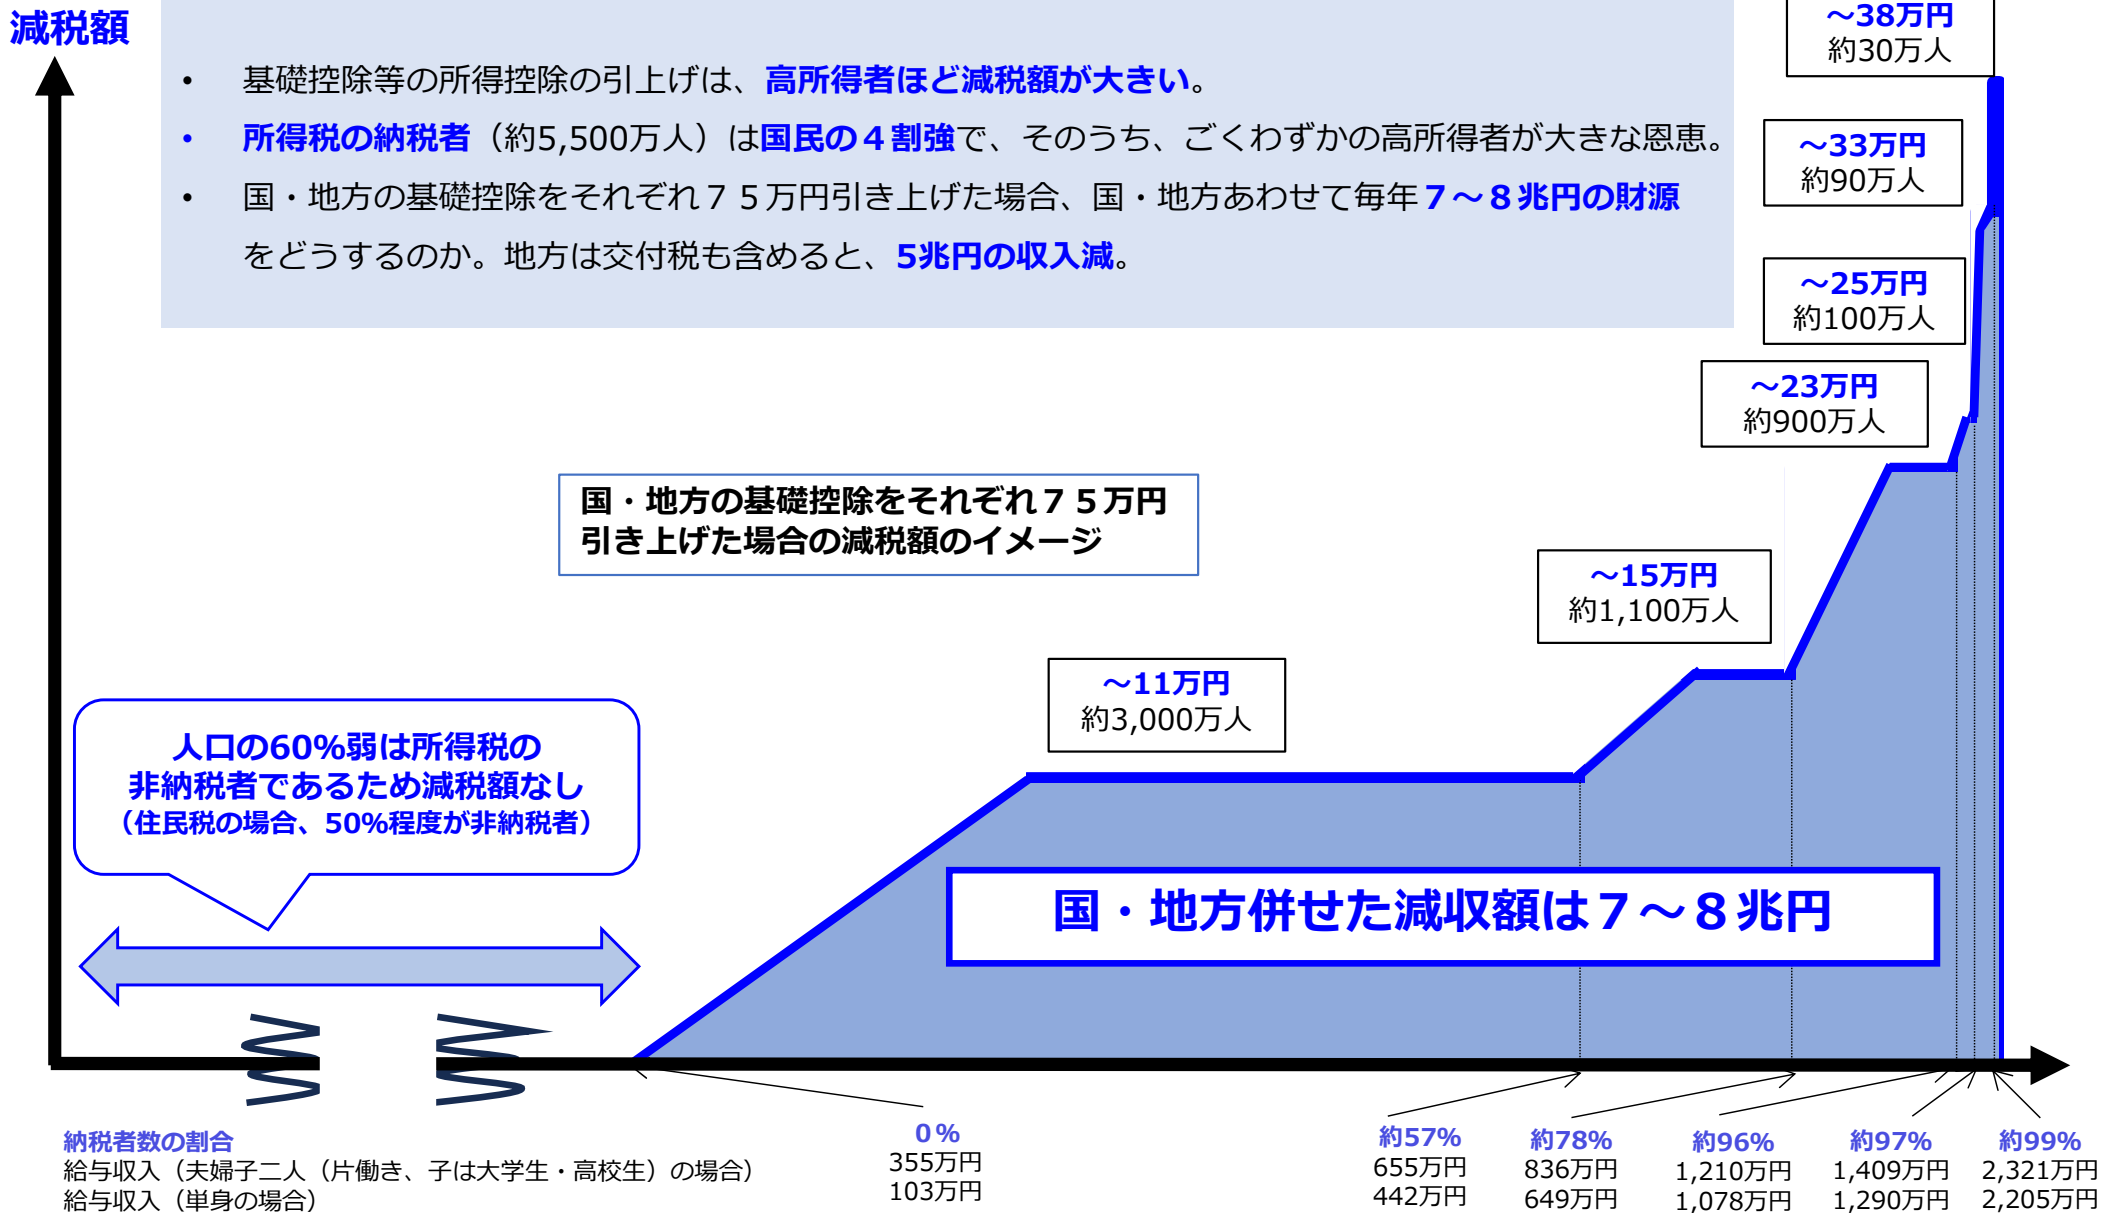 減税額
• 基礎控除等の所得控除の引上げは、高所得者ほど減税額が大きい。
• 所得税の納税者（約5,500万人）は国民の４割強で、そのうち、ごくわずかの高所得者が大きな恩恵。
• 国・地方の基礎控除をそれぞれ７５万円引き上げた場合、国・地方あわせて毎年７～８兆円の財源
をどうするのか。地方は交付税も含めると、5兆円の収入減。
～38万円
約30万人
～33万円
約90万人
～25万円
約100万人
～23万円
約900万人
国・地方の基礎控除をそれぞれ７５万円
引き上げた場合の減税額のイメージ
～15万円
約1,100万人
～11万円
約3,000万人
人口の60%弱は所得税の
非納税者であるため減税額なし
（住民税の場合、50%程度が非納税者）
国・地方併せた減収額は７～８兆円
納税者数の割合 ０% 約57% 約78% 約96% 約97% 約99%
給与収入（夫婦子二人（片働き、子は大学生・高校生）の場合） 355万円 655万円 836万円 1,210万円 1,409万円 2,321万円
給与収入（単身の場合） 103万円 442万円 649万円 1,078万円 1,290万円 2,205万円